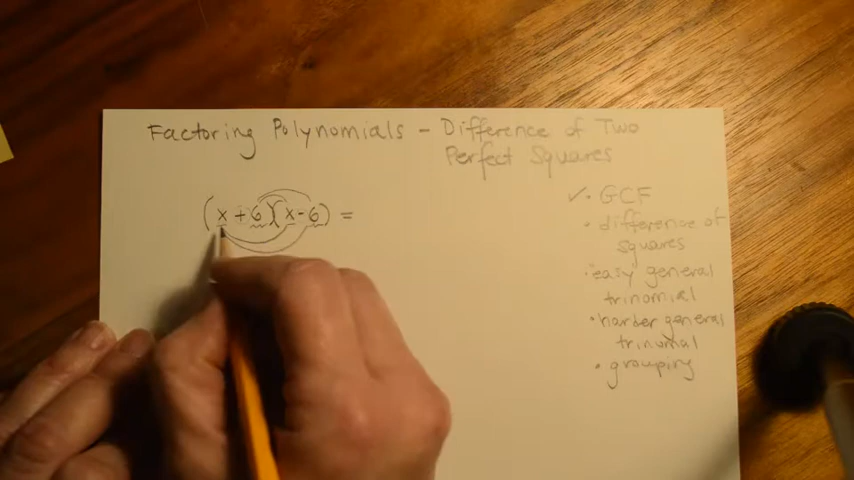 Factoring Polynomials - Difference of Two
Perfect Squares
(x + 6)(x - 6) =
✓• GCF
• difference of
squares
• easy general
trinomial
• harder general
trinomial
• grouping